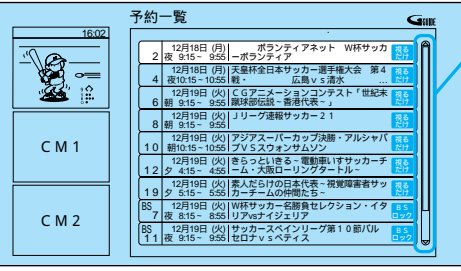 予約一覧
GGUIDE
16:02
CM1
CM2
2 12月18日 (月) 夜 9:15~ 9:55 ボランティアネット W杯サッカ
ーボランティア 視る
だけ
4 12月18日 (月) 夜10:15~10:55 天皇杯全日本サッカー選手権大会 第4
戦・ 広島vs清水 … 視る
だけ
6 12月19日 (火) 朝 9:15~ 9:55 CGアニメーションコンテスト「世紀末
蹴球部伝説~香港代表~」 視る
だけ
8 12月19日 (火) 朝 9:15~ 9:55 Jリーグ速報サッカー21 視る
だけ
10 12月19日 (火) 朝10:15~10:55 アジアスーパーカップ決勝・アルシャバ
ブVSスウォンサムソン 視る
だけ
12 12月19日 (火) 夕 4:15~ 4:55 きらっといきる~電動車いすサッカーチ
ーム・大阪ローリングタートル~ 視る
だけ
19 12月19日 (火) 夕 5:15~ 5:55 素人だらけの日本代表~視覚障害者サッ
カーチームの仲間たち~ 視る
だけ
BS
7 12月19日 (火) 夜 8:15~ 8:55 W杯サッカー名勝負セレクション・イタ
リアvsナイジェリア BS
ロック
BS
11 12月19日 (火) 夜 9:15~ 9:55 サッカースペインリーグ第10節バル
セロナvsベティス BS
ロック